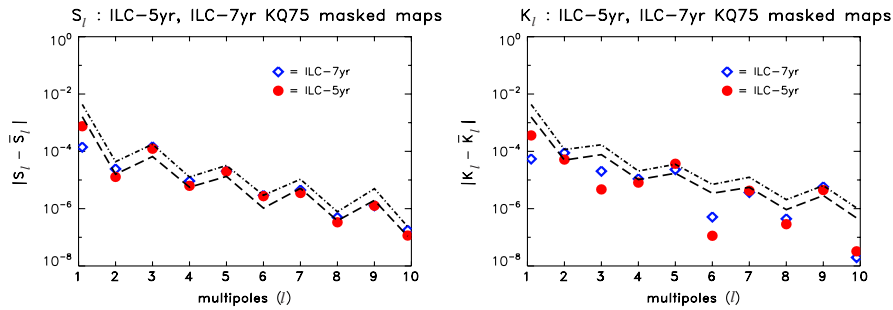 S_l : ILC−5yr, ILC−7yr KQ75 masked maps
|S_l − S̄_l|
10^0
10^−2
10^−4
10^−6
10^−8
= ILC−7yr
= ILC−5yr
1 2 3 4 5 6 7 8 9 10
multipoles (l)
K_l : ILC−5yr, ILC−7yr KQ75 masked maps
|K_l − K̄_l|
10^0
10^−2
10^−4
10^−6
10^−8
= ILC−7yr
= ILC−5yr
1 2 3 4 5 6 7 8 9 10
multipoles (l)